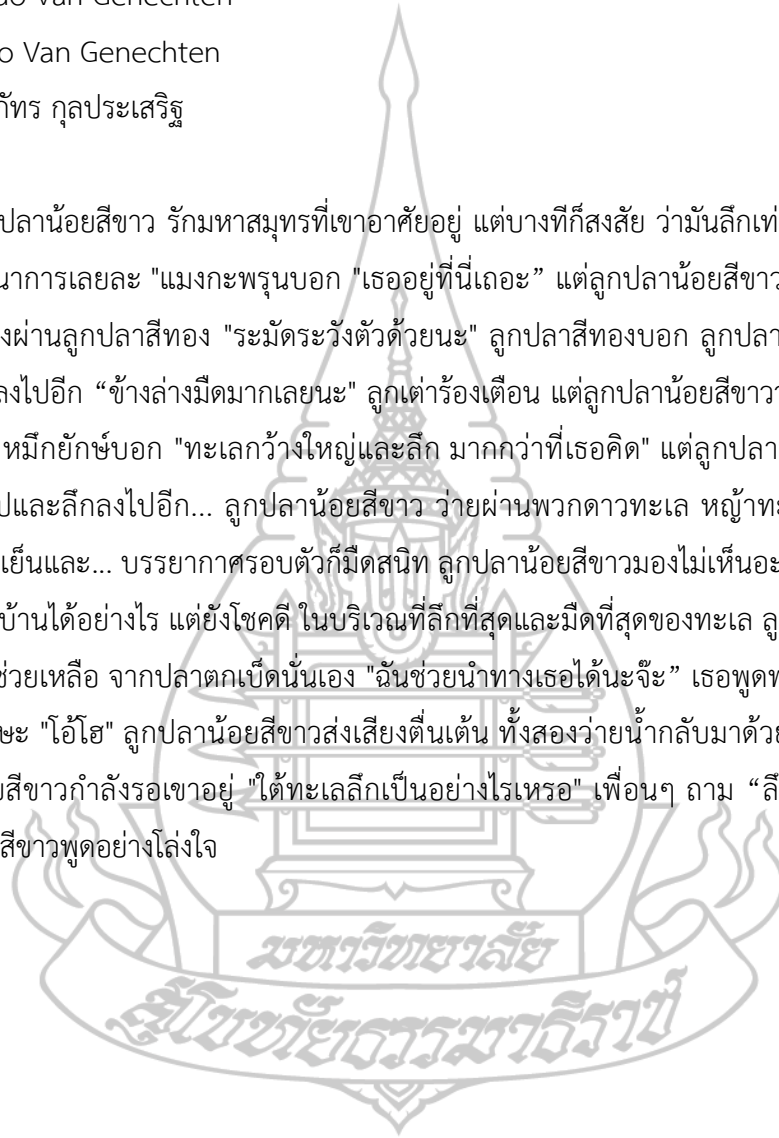 do Van Genechten
o Van Genechten
ภัทร กุลประเสริฐ
ปลาน้อยสีขาว รักมหาสมุทรที่เขาอาศัยอยู่ แต่บางทีก็สงสัย ว่ามันลึกเท่
นาการเลยละ "แมงกะพรุนบอก "เธออยู่ที่นี่เถอะ” แต่ลูกปลาน้อยสีขาว
งผ่านลูกปลาสีทอง "ระมัดระวังตัวด้วยนะ" ลูกปลาสีทองบอก ลูกปลา
ลงไปอีก “ข้างล่างมืดมากเลยนะ" ลูกเต่าร้องเตือน แต่ลูกปลาน้อยสีขาวว
หมึกยักษ์บอก "ทะเลกว้างใหญ่และลึก มากกว่าที่เธอคิด" แต่ลูกปลา
ปและลึกลงไปอีก... ลูกปลาน้อยสีขาว ว่ายผ่านพวกดาวทะเล หญ้าทะ
เย็นและ... บรรยากาศรอบตัวก็มืดสนิท ลูกปลาน้อยสีขาวมองไม่เห็นอะ
บ้านได้อย่างไร แต่ยังโชคดี ในบริเวณที่ลึกที่สุดและมืดที่สุดของทะเล ลู
ช่วยเหลือ จากปลาตกเบ็ดนั่นเอง "ฉันช่วยนำทางเธอได้นะจ๊ะ” เธอพูดพ
ษะ "โอ้โฮ" ลูกปลาน้อยสีขาวส่งเสียงตื่นเต้น ทั้งสองว่ายน้ำกลับมาด้วย
ยสีขาวกำลังรอเขาอยู่ "ใต้ทะเลลึกเป็นอย่างไรเหรอ" เพื่อนๆ ถาม “ลึ
สีขาวพูดอย่างโล่งใจ
มหาวิทยาลัย
สุโขทัยธรรมาธิราช